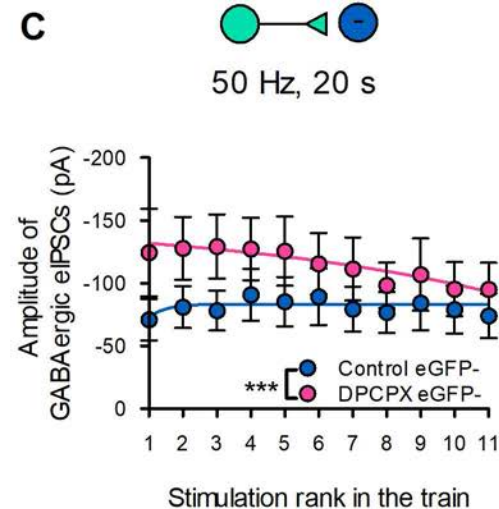 C
-
50 Hz, 20 s
Amplitude of
GABAergic eIPSCs (pA)
-200
-150
-100
-50
0
Control eGFP-
*** DPCPX eGFP-
1 2 3 4 5 6 7 8 9 10 11
Stimulation rank in the train